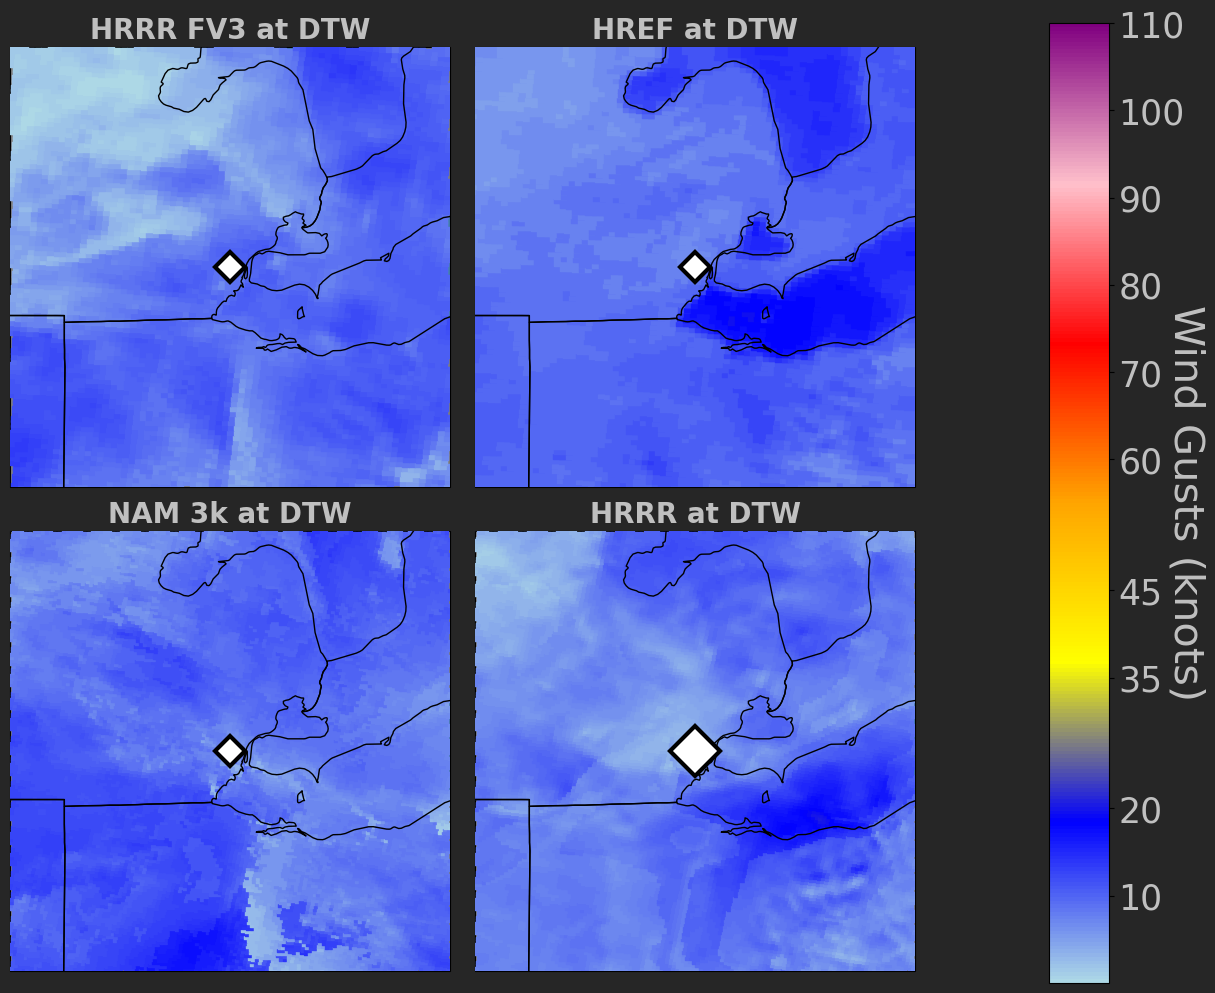 HRRR FV3 at DTW
HREF at DTW
NAM 3k at DTW
HRRR at DTW
110
100
90
80
70
60
45
35
20
10
Wind Gusts (knots)